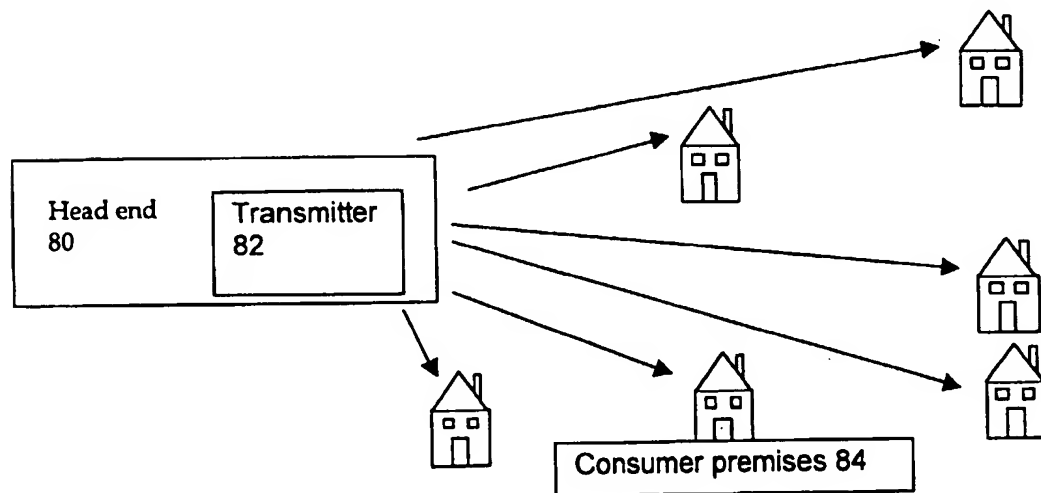 Head end
80
Transmitter
82
Consumer premises 84